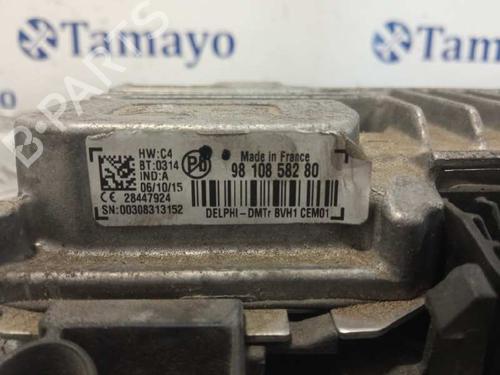 Tamayo
Tamayo
B-PARTS
HW:C4
BT:0314
IND:A
06/10/15
28447924
SN:00308313152
Made in France
98 108 582 80
DELPHI-DMTr BVH1 CEM01